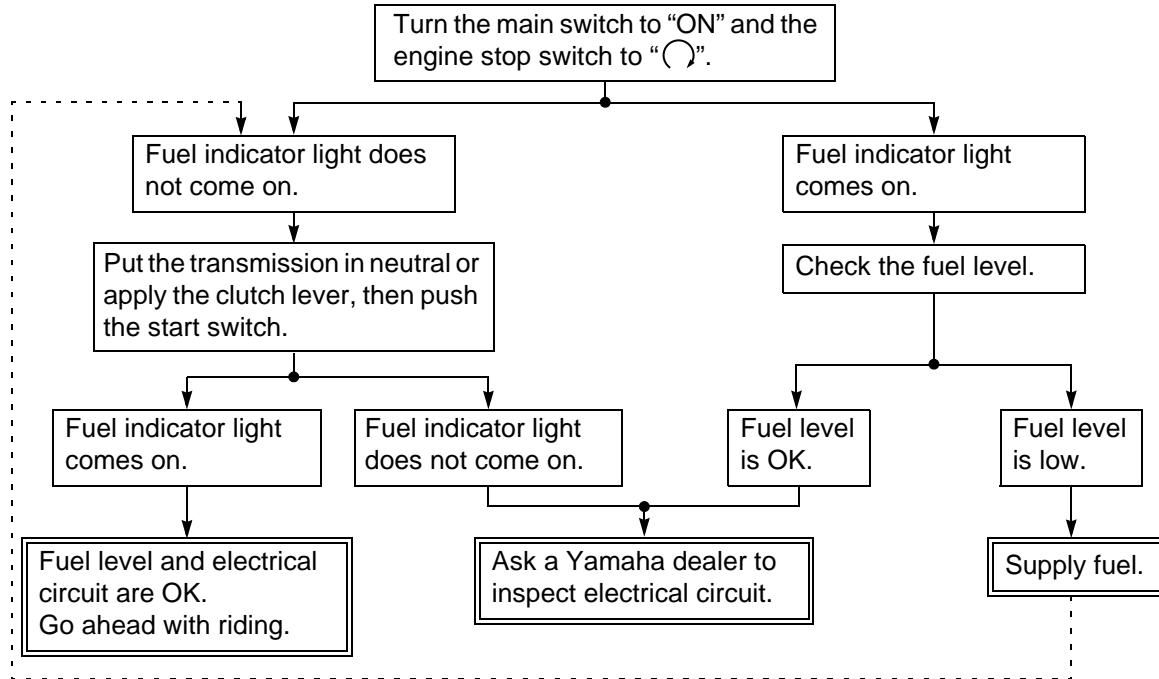 Turn the main switch to “ON” and the
engine stop switch to “ ”.
Fuel indicator light does
not come on.
Fuel indicator light
comes on.
Put the transmission in neutral or
apply the clutch lever, then push
the start switch.
Check the fuel level.
Fuel indicator light
comes on.
Fuel indicator light
does not come on.
Fuel level
is OK.
Fuel level
is low.
Fuel level and electrical
circuit are OK.
Go ahead with riding.
Ask a Yamaha dealer to
inspect electrical circuit.
Supply fuel.